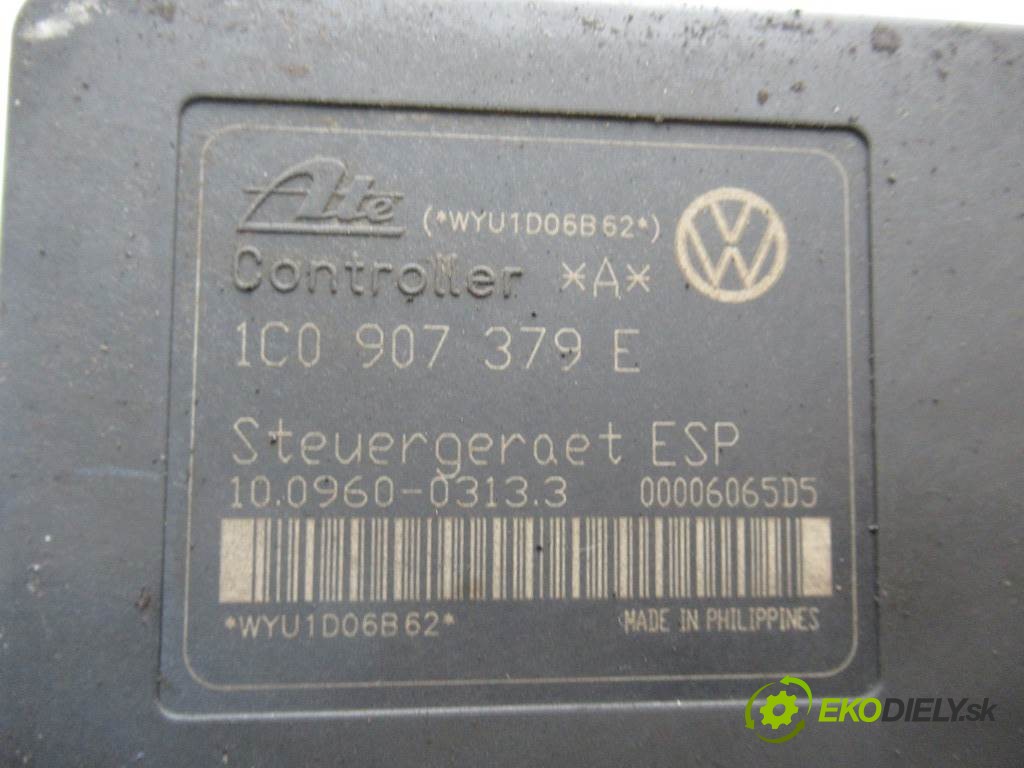 Ate (*WYU1D06B62*)
Controller *A*
1C0 907 379 E
Steuergeraet ESP
10.0960-0313.3 00006065D5
*WYU1D06B62* MADE IN PHILIPPINES
EKODIELY.sk